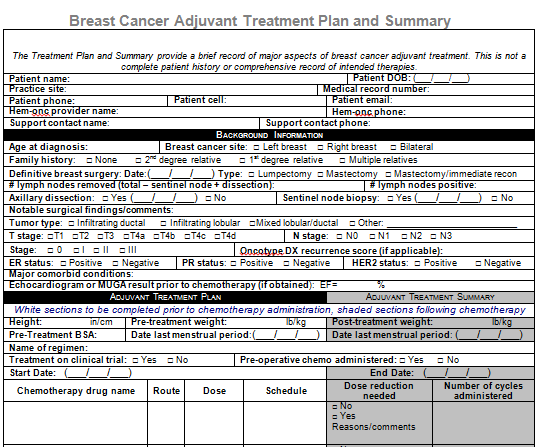 Breast Cancer Adjuvant Treatment Plan and Summary
The Treatment Plan and Summary provide a brief record of major aspects of breast cancer adjuvant treatment. This is not a
complete patient history or comprehensive record of intended therapies.
Patient name: Patient DOB: (___/___/___)
Practice site: Medical record number:
Patient phone: Patient cell: Patient email:
Hem-onc provider name: Hem-onc phone:
Support contact name: Support contact phone:
BACKGROUND INFORMATION
Age at diagnosis: Breast cancer site: □ Left breast □ Right breast □ Bilateral
Family history: □ None □ 2nd degree relative □ 1st degree relative □ Multiple relatives
Definitive breast surgery: Date:(___/___/___) Type: □ Lumpectomy □ Mastectomy □ Mastectomy/immediate recon
# lymph nodes removed (total – sentinel node + dissection): # lymph nodes positive:
Axillary dissection: □ Yes (___/___/___) □ No Sentinel node biopsy: □ Yes (___/___/___) □ No
Notable surgical findings/comments:
Tumor type: □ Infiltrating ductal □ Infiltrating lobular □Mixed lobular/ductal □ Other: ___________
T stage: □T1 □T2 □T3 □T4a □T4b □T4c □T4d N stage: □ N0 □ N1 □ N2 □ N3
Stage: □ 0 □ I □ II □ III Oncotype DX recurrence score (if applicable):
ER status: □ Positive □ Negative PR status: □ Positive □ Negative HER2 status: □ Positive □ Negative
Major comorbid conditions:
Echocardiogram or MUGA result prior to chemotherapy (if obtained): EF= %
ADJUVANT TREATMENT PLAN ADJUVANT TREATMENT SUMMARY
White sections to be completed prior to chemotherapy administration, shaded sections following chemotherapy
Height: in/cm Pre-treatment weight: lb/kg Post-treatment weight: lb/kg
Pre-Treatment BSA: Date last menstrual period:(___/___/___) Date last menstrual period: (___/___/___)
Name of regimen:
Treatment on clinical trial: □ Yes □ No Pre-operative chemo administered: □ Yes □ No
Start Date: (___/___/___) End Date: (___/___/___)
Chemotherapy drug name Route Dose Schedule Dose reduction needed Number of cycles administered
□ No
□ Yes
Reasons/comments